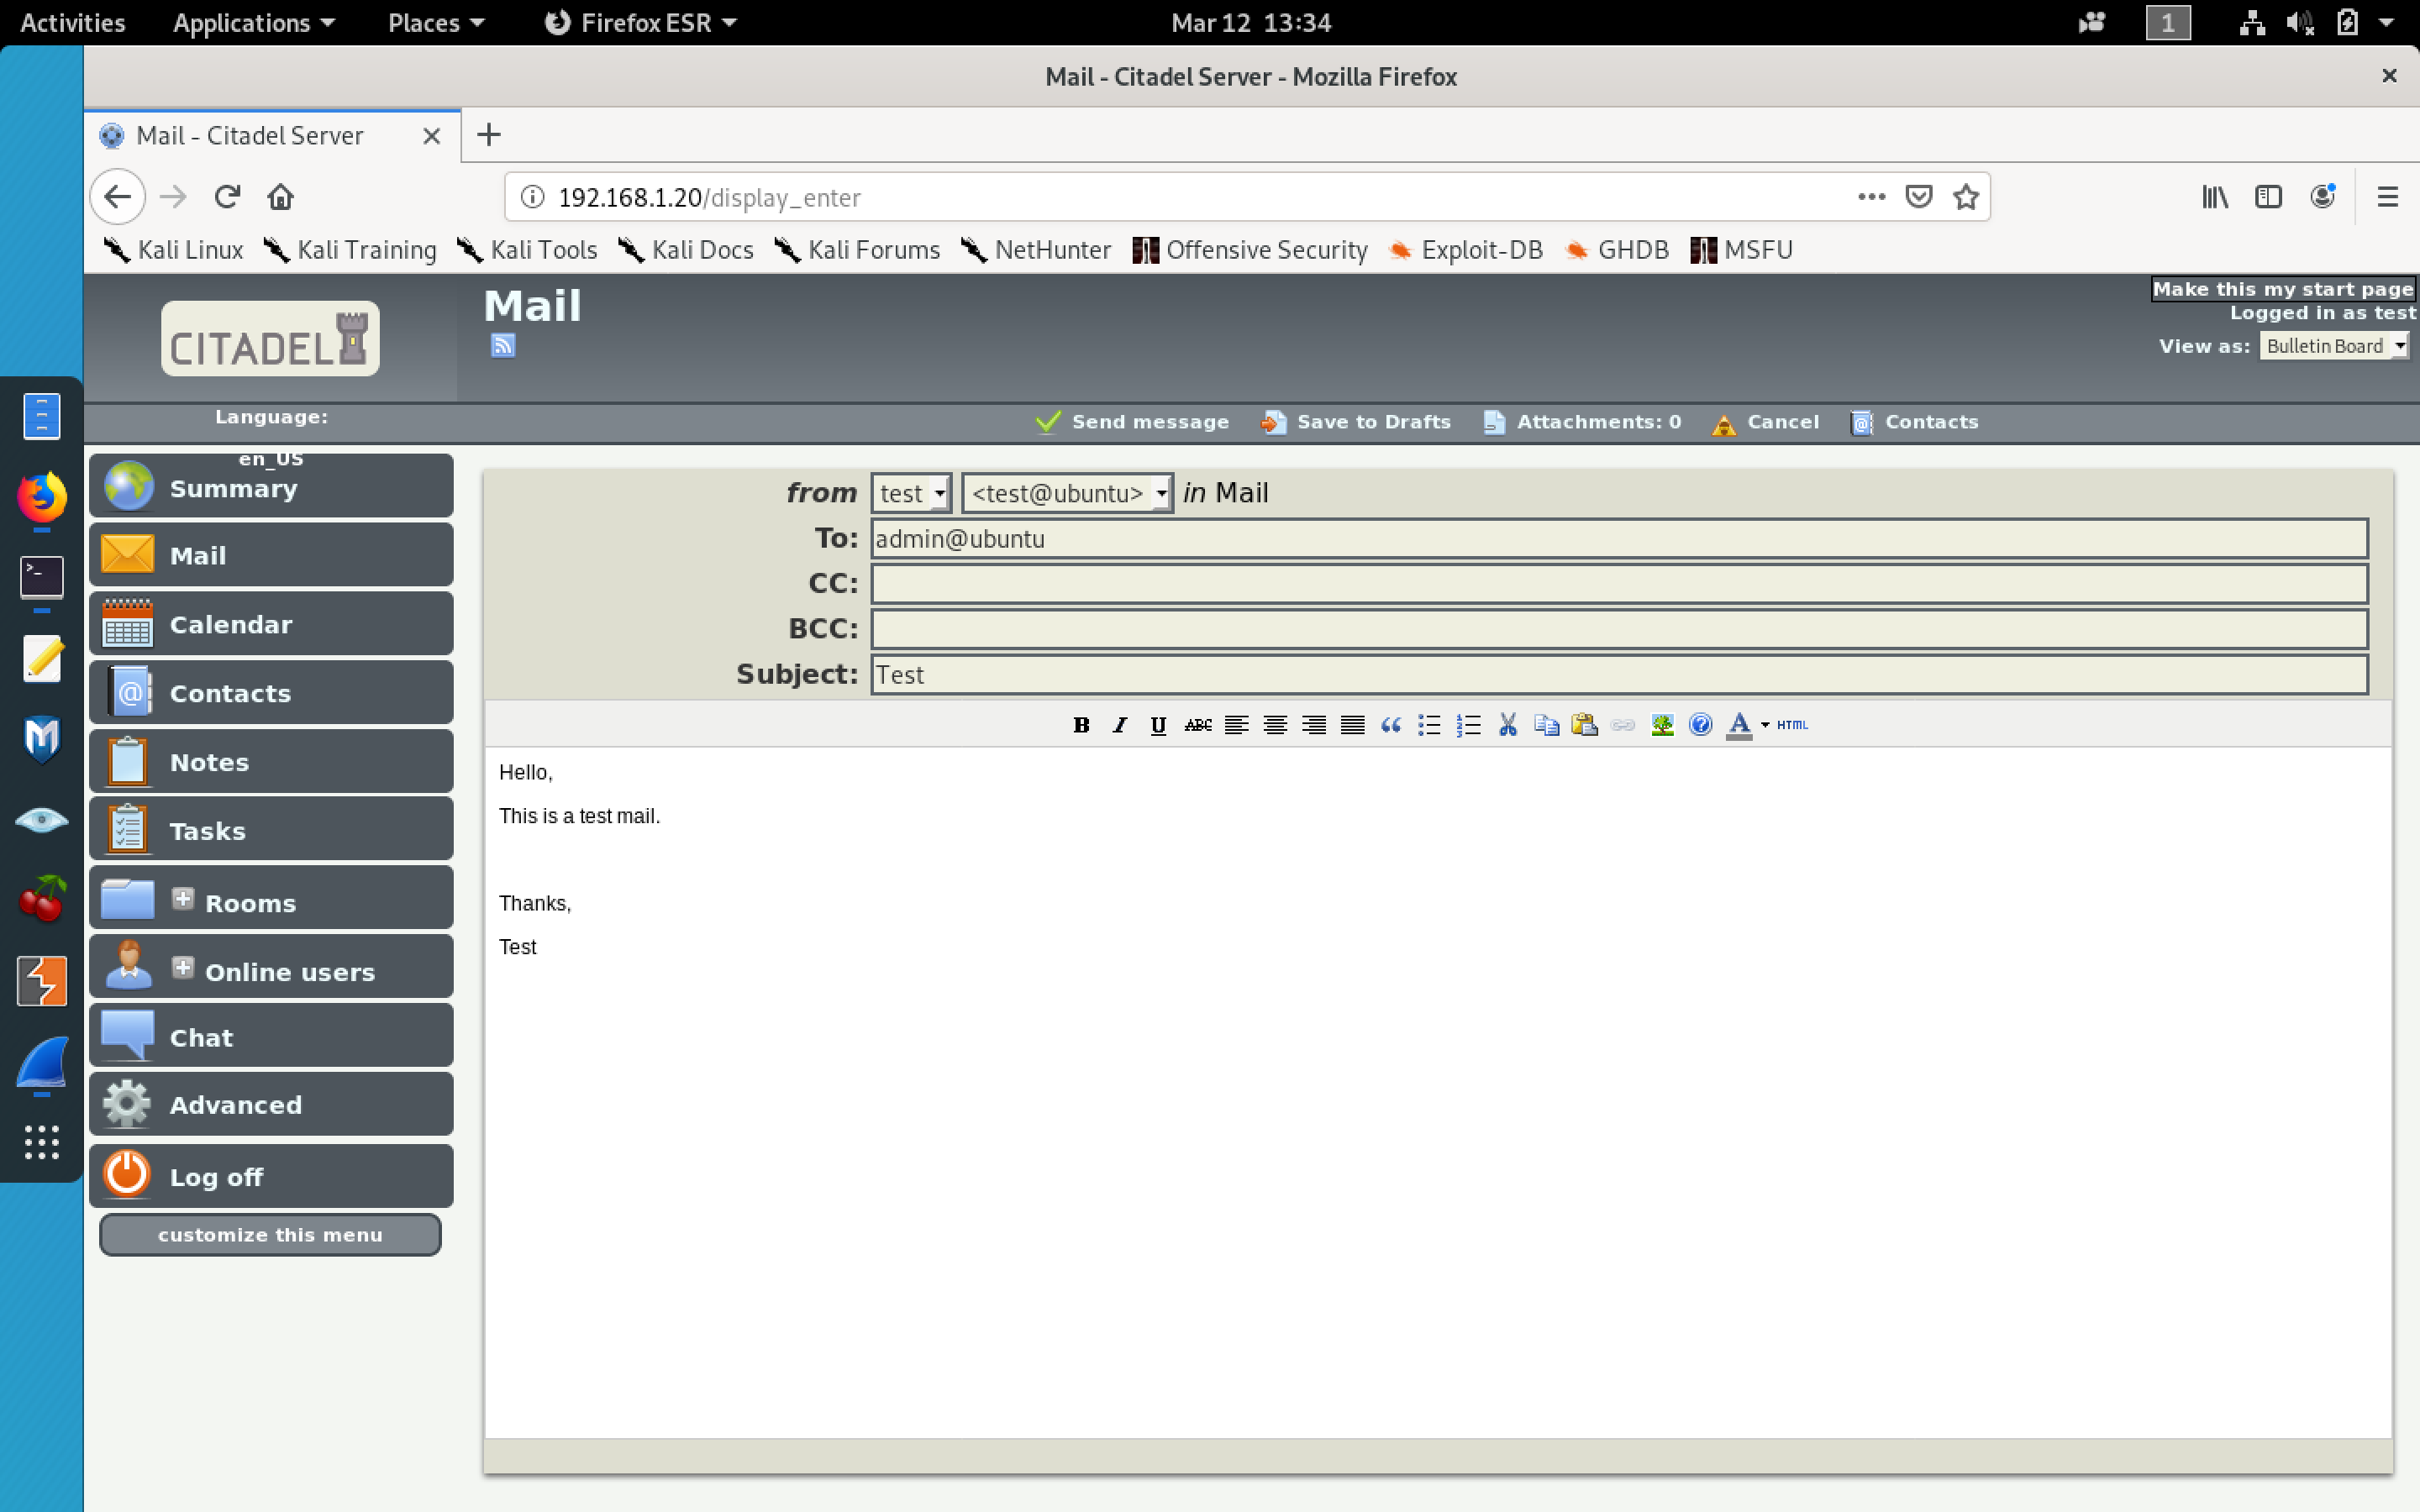 Activities Applications Places Firefox ESR Mar 12 13:34 1
Mail - Citadel Server - Mozilla Firefox
Mail - Citadel Server
192.168.1.20/display_enter
Kali Linux Kali Training Kali Tools Kali Docs Kali Forums NetHunter Offensive Security Exploit-DB GHDB MSFU
CITADEL
Mail
Make this my start page
Logged in as test
View as: Bulletin Board
Language:
en_US
Send message Save to Drafts Attachments: 0 Cancel Contacts
Summary
Mail
Calendar
Contacts
Notes
Tasks
Rooms
Online users
Chat
Advanced
Log off
customize this menu
from test <test@ubuntu> in Mail
To: admin@ubuntu
CC:
BCC:
Subject: Test
B I U ABC A HTML
Hello,
This is a test mail.
Thanks,
Test